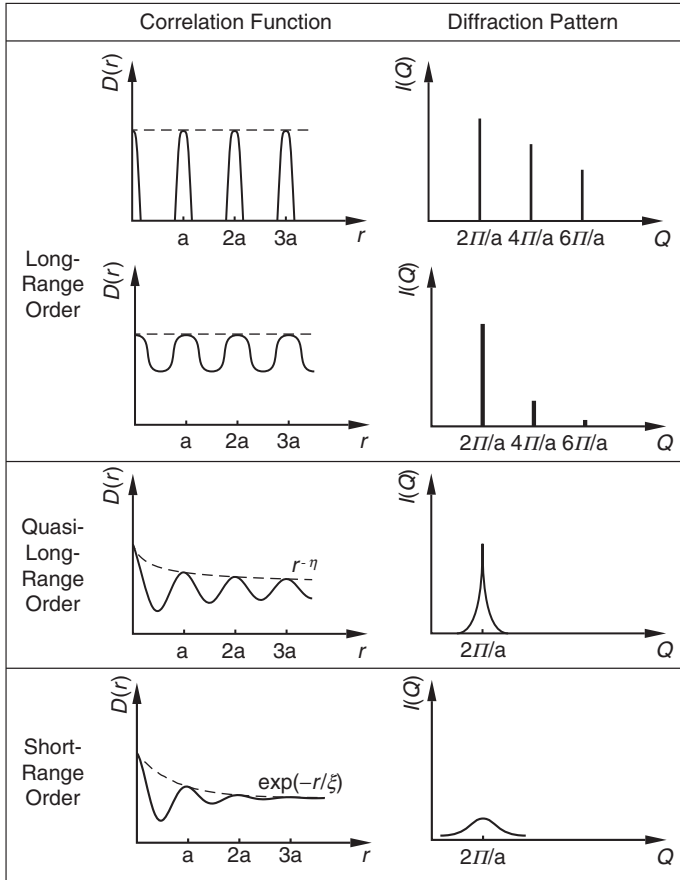 Correlation Function
Diffraction Pattern
Long-
Range
Order
D(r)
a 2a 3a r
I(Q)
2Π/a 4Π/a 6Π/a Q
D(r)
a 2a 3a r
I(Q)
2Π/a 4Π/a 6Π/a Q
Quasi-
Long-
Range
Order
D(r)
r^-η
a 2a 3a r
I(Q)
2Π/a Q
Short-
Range
Order
D(r)
exp(−r/ξ)
a 2a 3a r
I(Q)
2Π/a Q